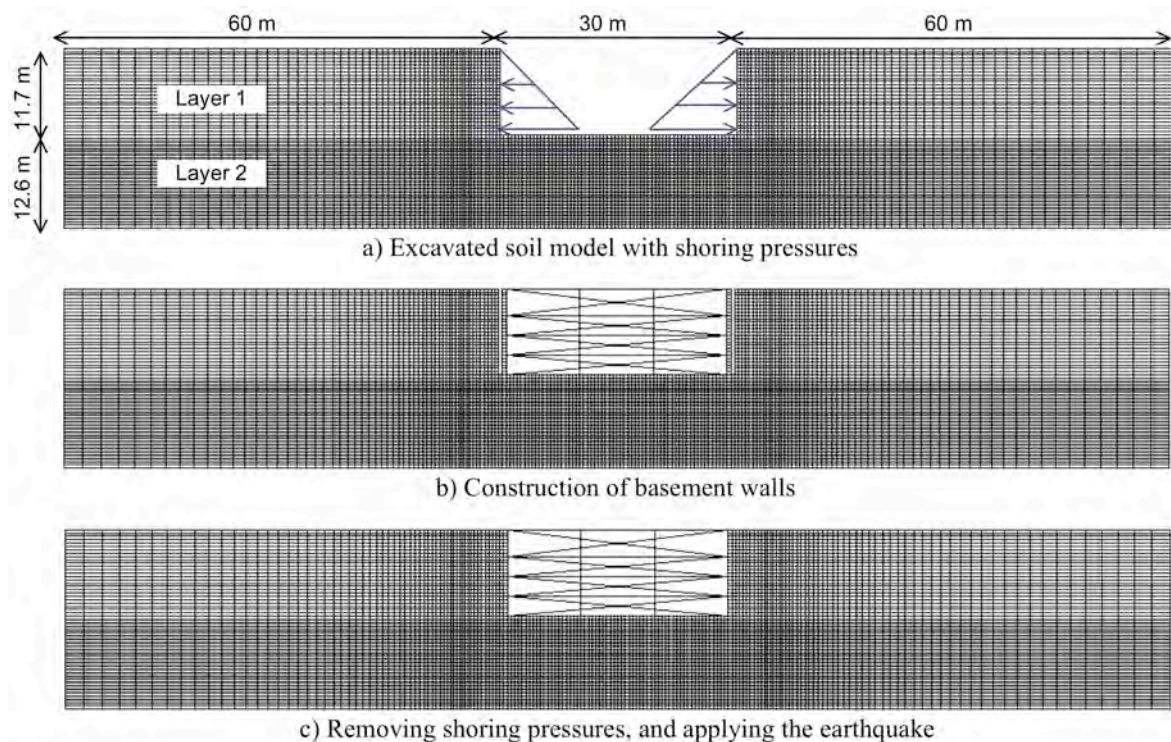 60 m
30 m
60 m
11.7 m
Layer 1
12.6 m
Layer 2
a) Excavated soil model with shoring pressures
b) Construction of basement walls
c) Removing shoring pressures, and applying the earthquake